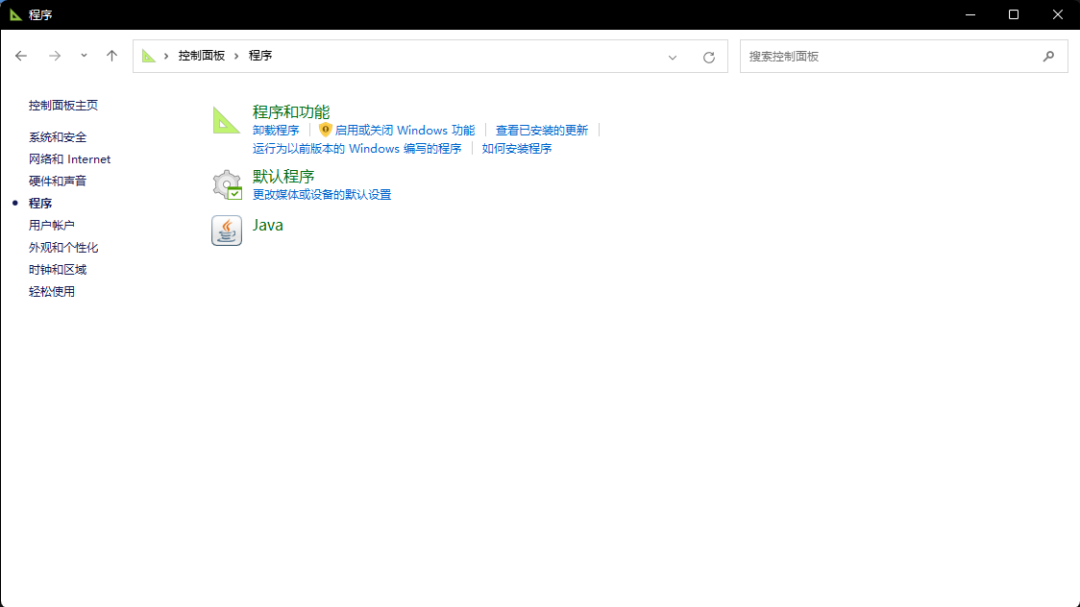 程序
控制面板 程序
搜索控制面板
控制面板主页
系统和安全
网络和 Internet
硬件和声音
程序
用户帐户
外观和个性化
时钟和区域
轻松使用
程序和功能
卸载程序 启用或关闭 Windows 功能 查看已安装的更新
运行为以前版本的 Windows 编写的程序 如何安装程序
默认程序
更改媒体或设备的默认设置
Java